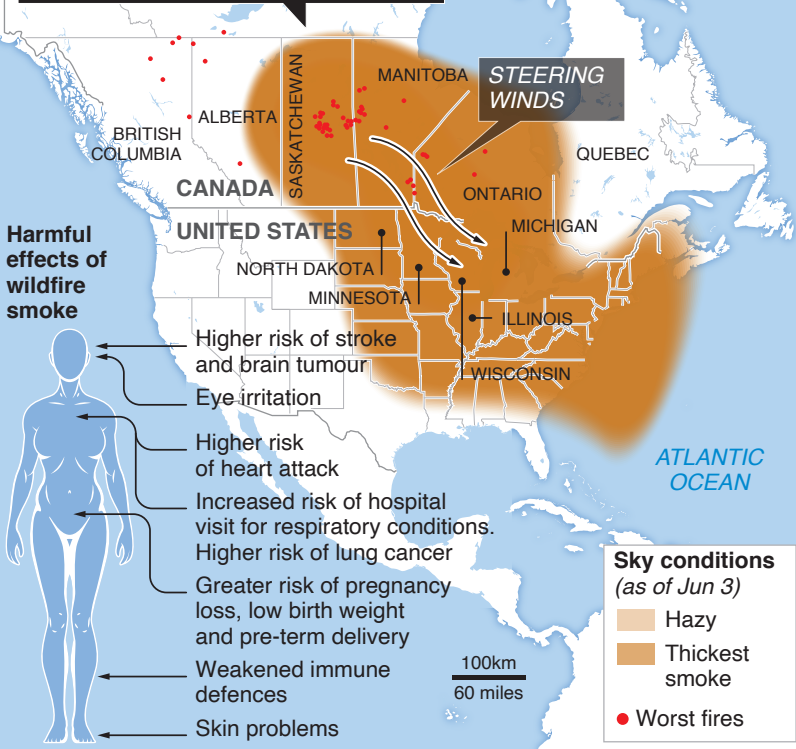 MANITOBA
STEERING
WINDS
SASKATCHEWAN
ALBERTA
BRITISH
COLUMBIA
QUEBEC
CANADA
ONTARIO
UNITED STATES
MICHIGAN
NORTH DAKOTA
MINNESOTA
ILLINOIS
WISCONSIN
ATLANTIC
OCEAN
Harmful
effects of
wildfire
smoke
Higher risk of stroke
and brain tumour
Eye irritation
Higher risk
of heart attack
Increased risk of hospital
visit for respiratory conditions.
Higher risk of lung cancer
Greater risk of pregnancy
loss, low birth weight
and pre-term delivery
Weakened immune
defences
Skin problems
100km
60 miles
Sky conditions
(as of Jun 3)
Hazy
Thickest
smoke
Worst fires